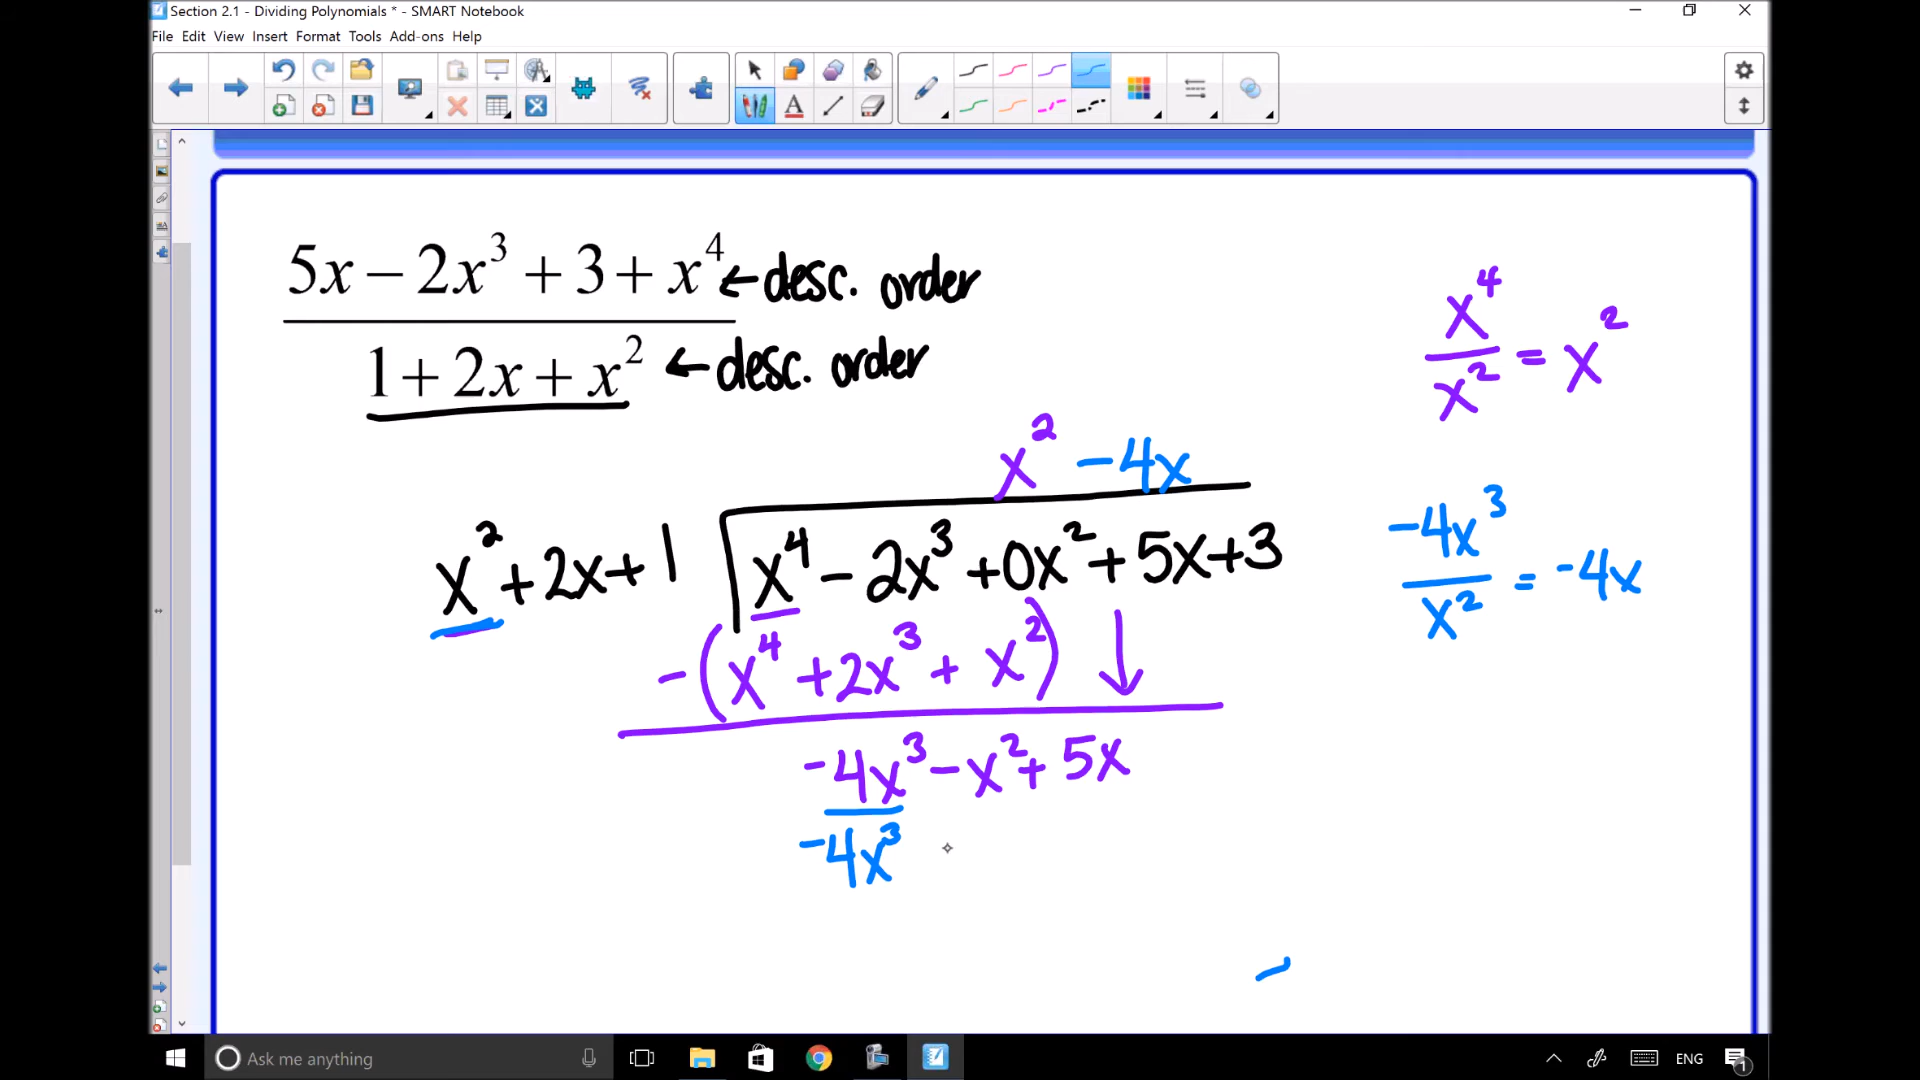 Section 2.1 - Dividing Polynomials * - SMART Notebook
File Edit View Insert Format Tools Add-ons Help
5x − 2x³ + 3 + x⁴ ←desc. order
1 + 2x + x² ←desc. order
x⁴
x² = x²
x² -4x
x² + 2x + 1 x⁴ - 2x³ + 0x² + 5x + 3
-4x³
x² = -4x
-(x⁴ + 2x³ + x²) ↓
-4x³ - x² + 5x
-4x³
Ask me anything
ENG
1